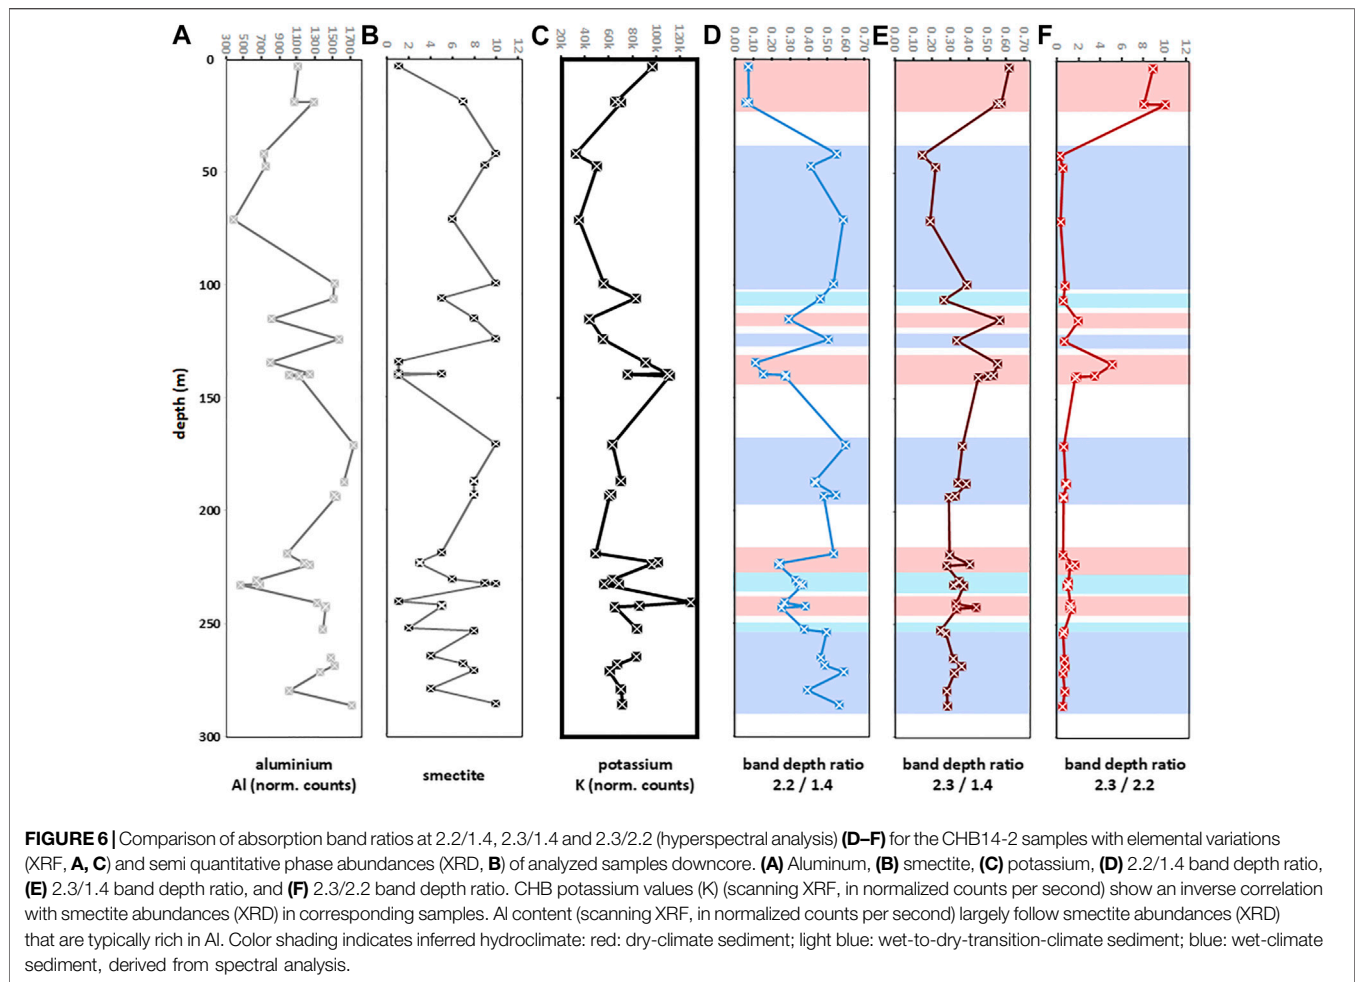 A B C D E F
300 500 700 900 1100 1300 1500 1700
0 2 4 6 8 10 12
20k 40k 60k 80k 100k 120k
0.00 0.10 0.20 0.30 0.40 0.50 0.60 0.70
0.0 0.10 0.20 0.30 0.40 0.50 0.60 0.70
0 2 4 6 8 10 12
0
50
100
150
200
250
300
depth (m)
aluminium
Al (norm. counts)
smectite
potassium
K (norm. counts)
band depth ratio
2.2 / 1.4
band depth ratio
2.3 / 1.4
band depth ratio
2.3 / 2.2
FIGURE 6 | Comparison of absorption band ratios at 2.2/1.4, 2.3/1.4 and 2.3/2.2 (hyperspectral analysis) (D–F) for the CHB14-2 samples with elemental variations
(XRF, A, C) and semi quantitative phase abundances (XRD, B) of analyzed samples downcore. (A) Aluminum, (B) smectite, (C) potassium, (D) 2.2/1.4 band depth ratio,
(E) 2.3/1.4 band depth ratio, and (F) 2.3/2.2 band depth ratio. CHB potassium values (K) (scanning XRF, in normalized counts per second) show an inverse correlation
with smectite abundances (XRD) in corresponding samples. Al content (scanning XRF, in normalized counts per second) largely follow smectite abundances (XRD)
that are typically rich in Al. Color shading indicates inferred hydroclimate: red: dry-climate sediment; light blue: wet-to-dry-transition-climate sediment; blue: wet-climate
sediment, derived from spectral analysis.